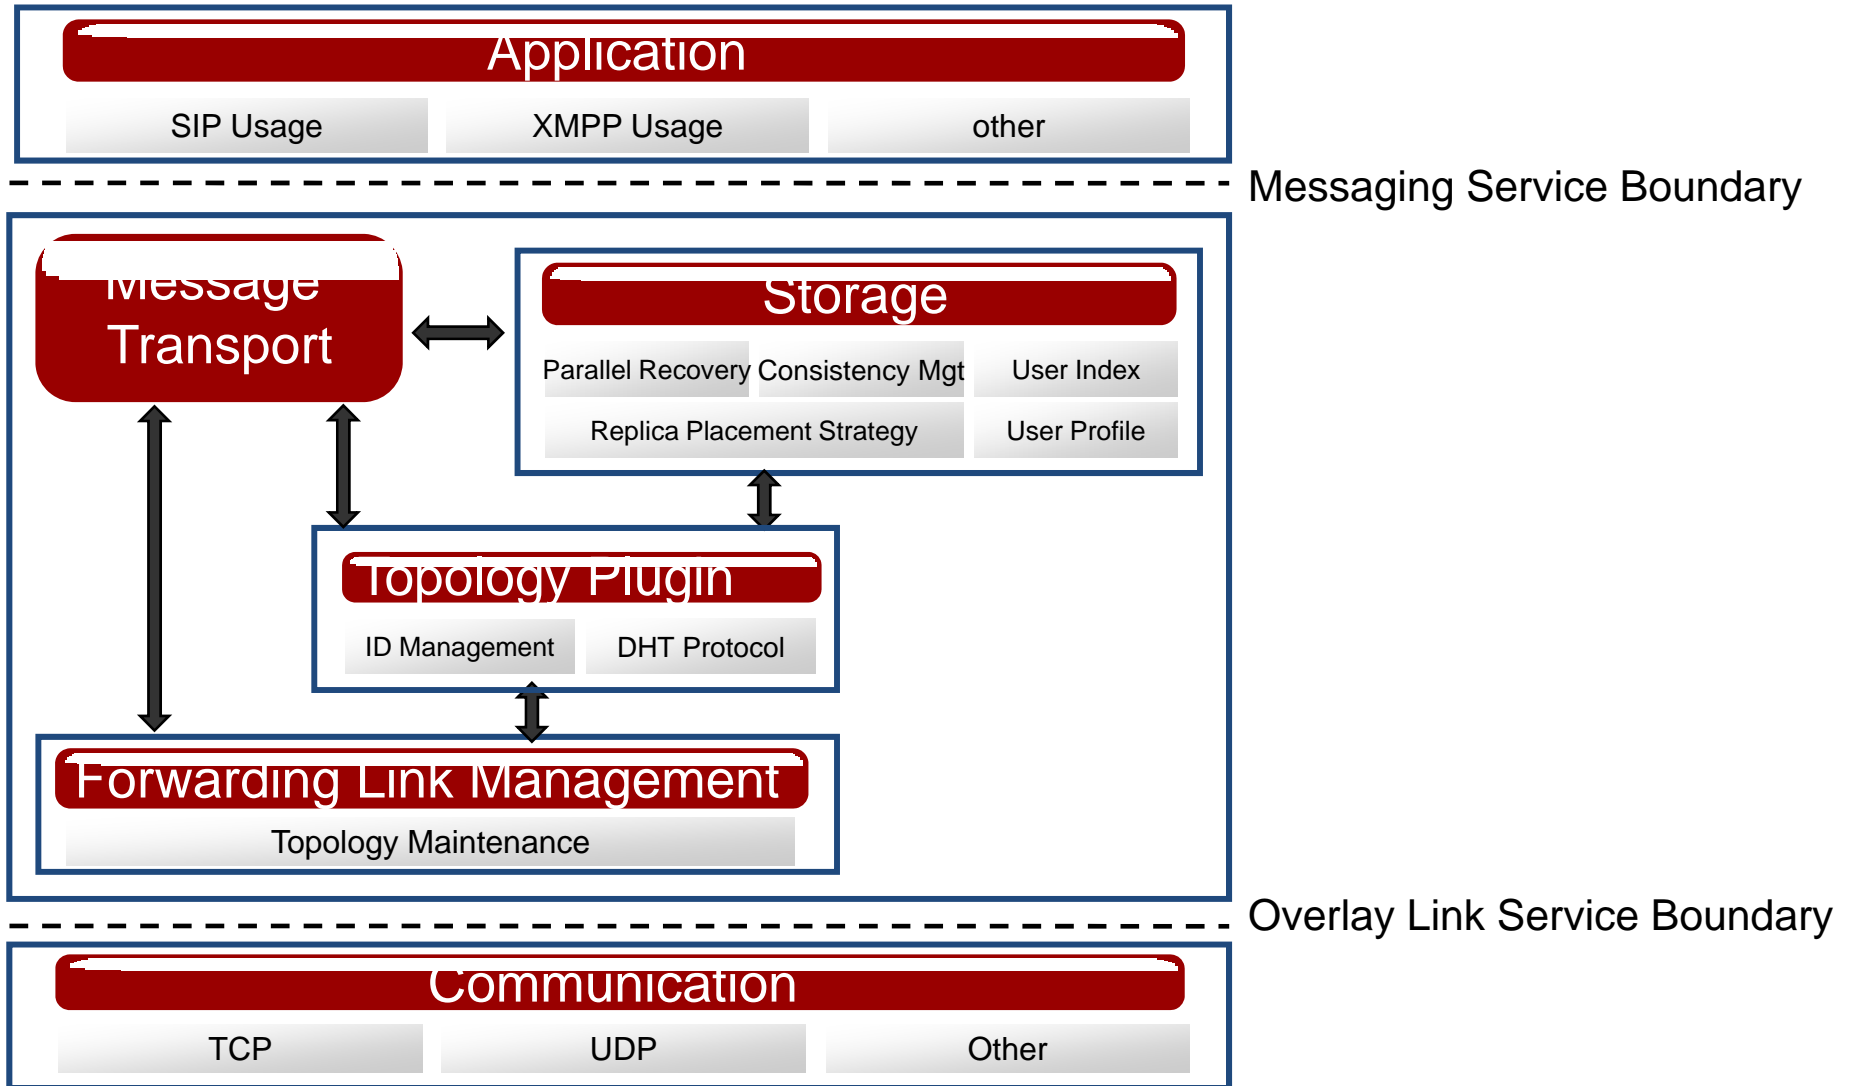 Application
SIP Usage
XMPP Usage
other
Messaging Service Boundary
Message
Transport
Storage
Parallel Recovery
Consistency Mgt
User Index
Replica Placement Strategy
User Profile
Topology Plugin
ID Management
DHT Protocol
Forwarding Link Management
Topology Maintenance
Overlay Link Service Boundary
Communication
TCP
UDP
Other